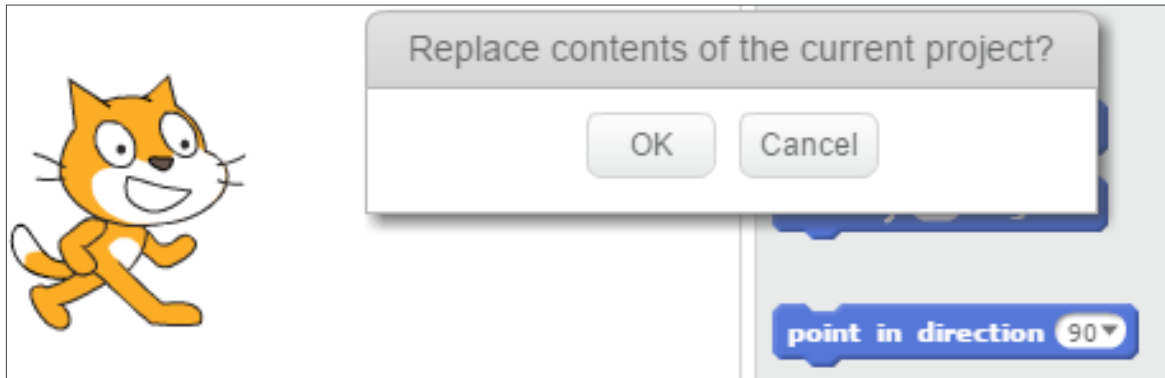 Replace contents of the current project?
OK Cancel
point in direction 90